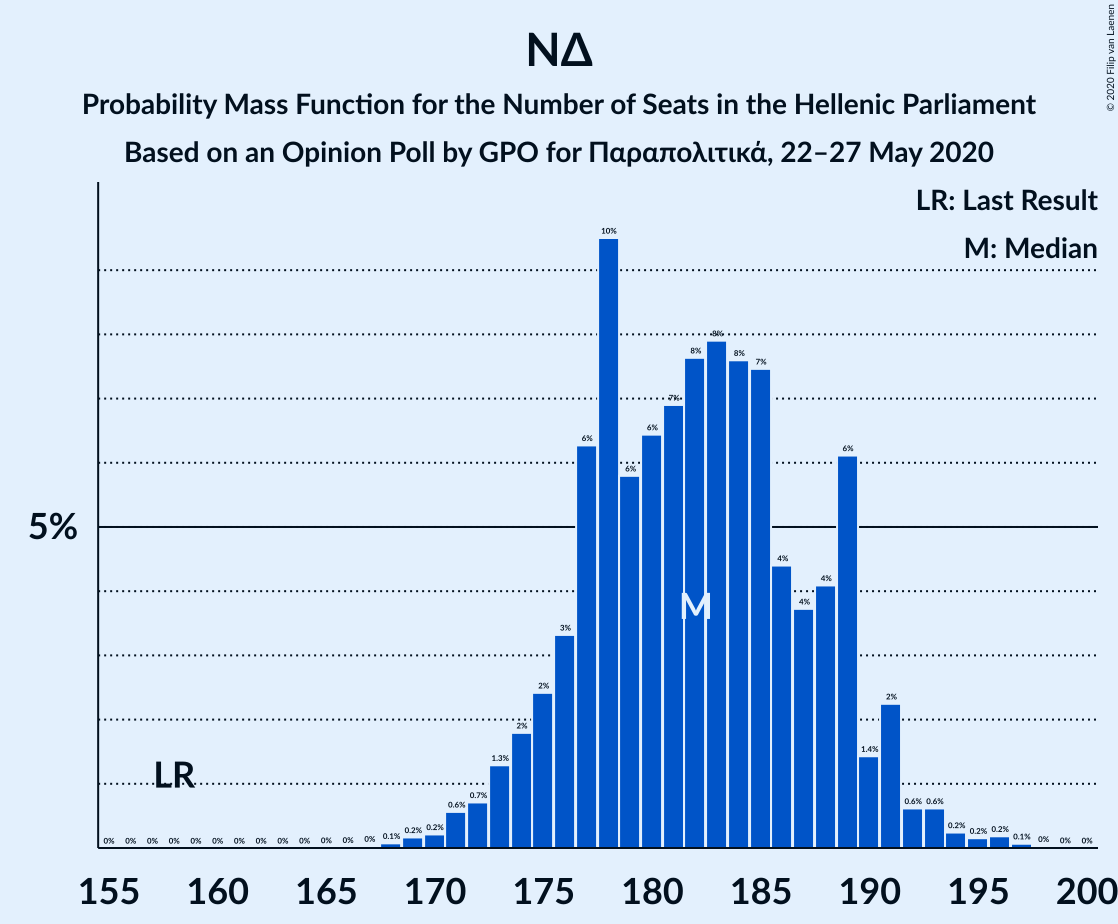 © 2020 Filip van Laenen
ΝΔ
Probability Mass Function for the Number of Seats in the Hellenic Parliament
Based on an Opinion Poll by GPO for Παραπολιτικά, 22–27 May 2020
LR: Last Result
M: Median
5%
0% 0% 0% 0% 0% 0% 0% 0% 0% 0% 0% 0% 0% 0.1% 0.2% 0.2% 0.6% 0.7% 1.3% 2% 2% 3% 6% 10% 6% 6% 7% 8% 8% 8% 7% 4% 4% 4% 6% 1.4% 2% 0.6% 0.6% 0.2% 0.2% 0.2% 0.1% 0% 0% 0%
M
LR
155 160 165 170 175 180 185 190 195 200